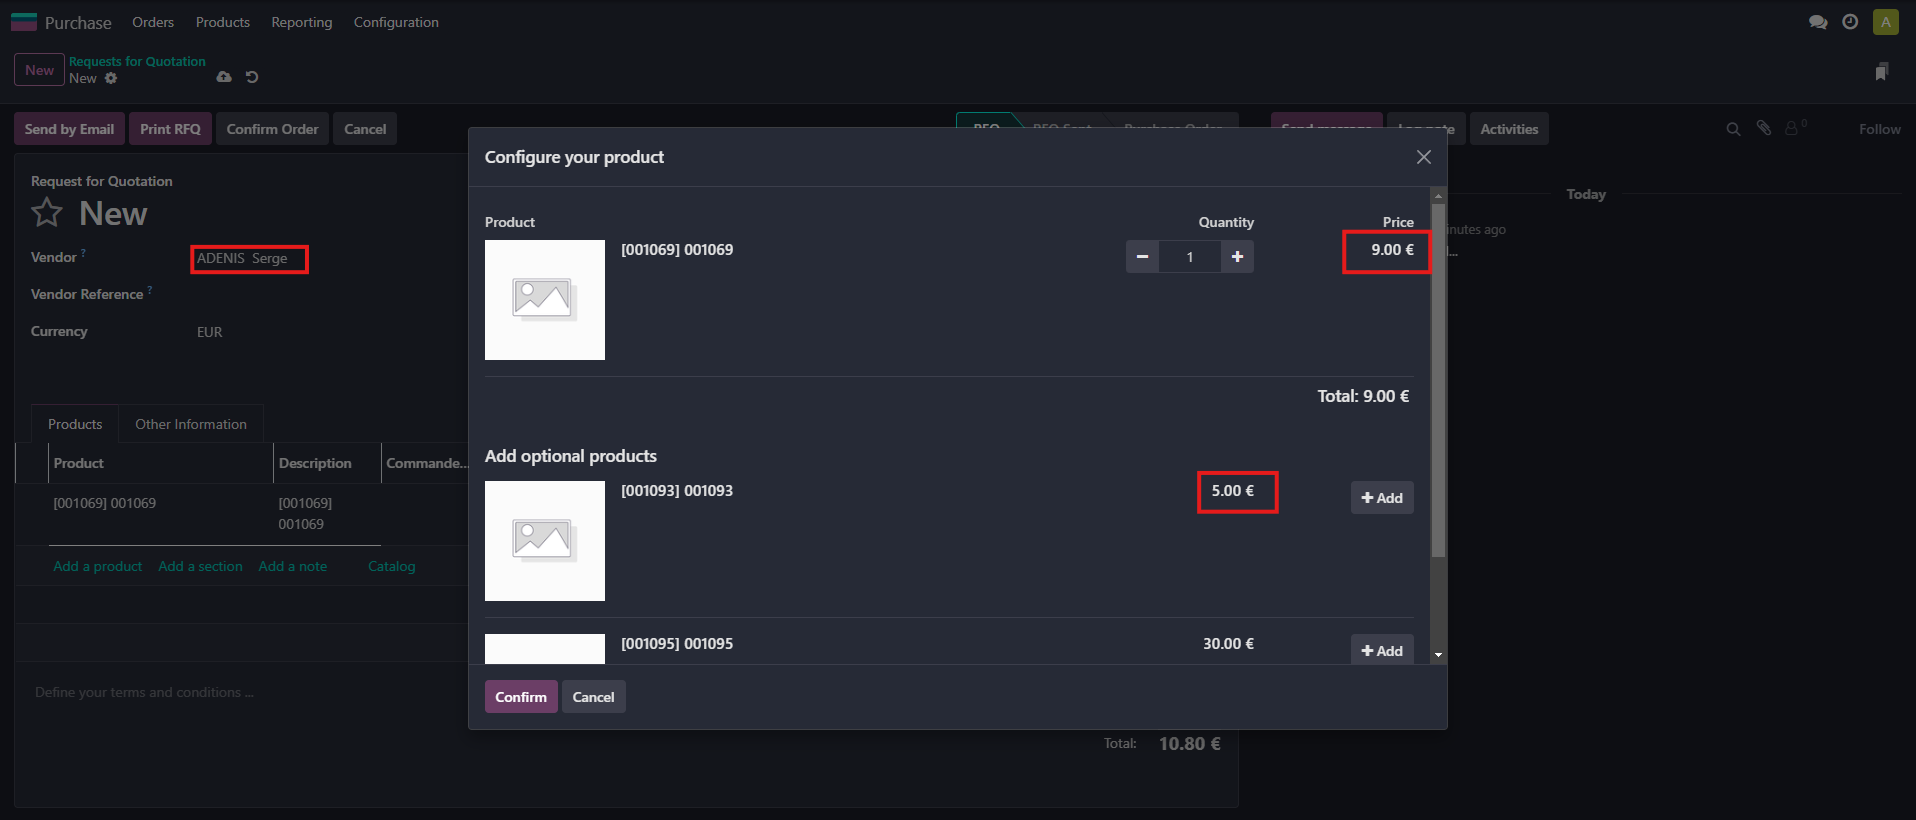 Purchase Orders Products Reporting Configuration A
New Requests for Quotation
New
Send by Email Print RFQ Confirm Order Cancel RFQ RFQ Sent Purchase Order Send message Log note Activities 0 Follow
Configure your product
Request for Quotation
Today
New
Product Quantity Price
[001069] 001069 1 9.00 €
inutes ago
...
Vendor ? ADENIS Serge
Vendor Reference ?
Currency EUR
Total: 9.00 €
Products Other Information
Add optional products
Product Description Commande...
[001093] 001093 5.00 € Add
[001069] 001069 [001069]
001069
Add a product Add a section Add a note Catalog
[001095] 001095 30.00 € Add
Define your terms and conditions ...
Confirm Cancel
Total: 10.80 €